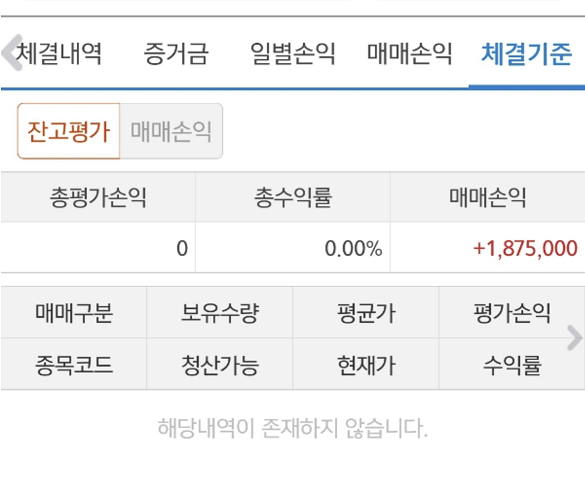 체결내역 증거금 일별손익 매매손익 체결기준
잔고평가 매매손익
총평가손익 총수익률 매매손익
0 0.00% +1,875,000
매매구분 보유수량 평균가 평가손익
종목코드 청산가능 현재가 수익률
해당내역이 존재하지 않습니다.